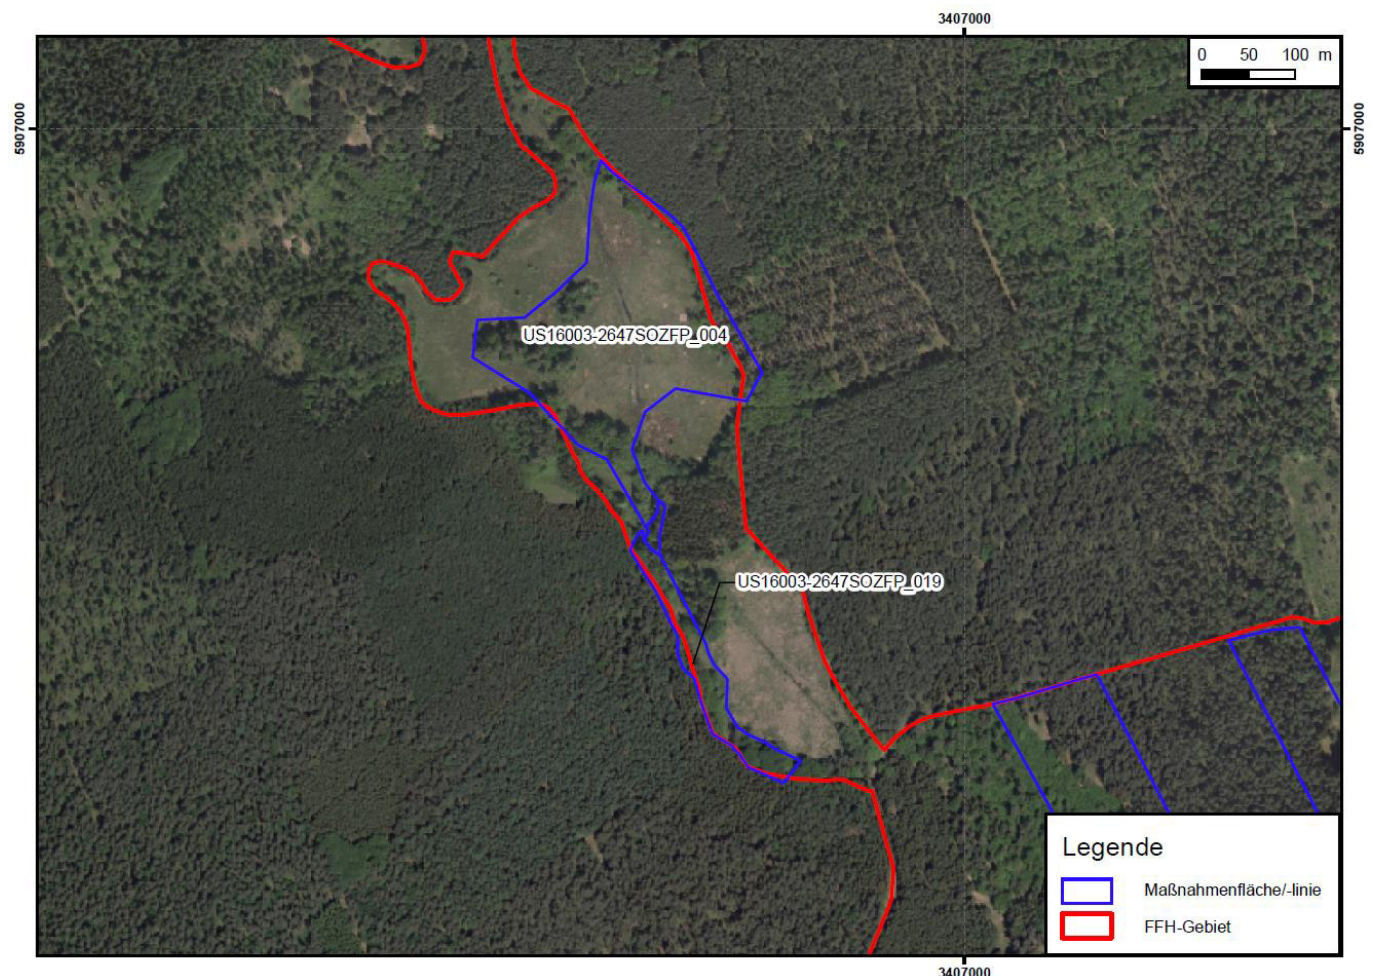 3407000
0 50 100 m
5907000
5907000
US16003-2647SOZFP_004
US16003-2647SOZFP_019
Legende
Maßnahmenfläche/-linie
FFH-Gebiet
3407000